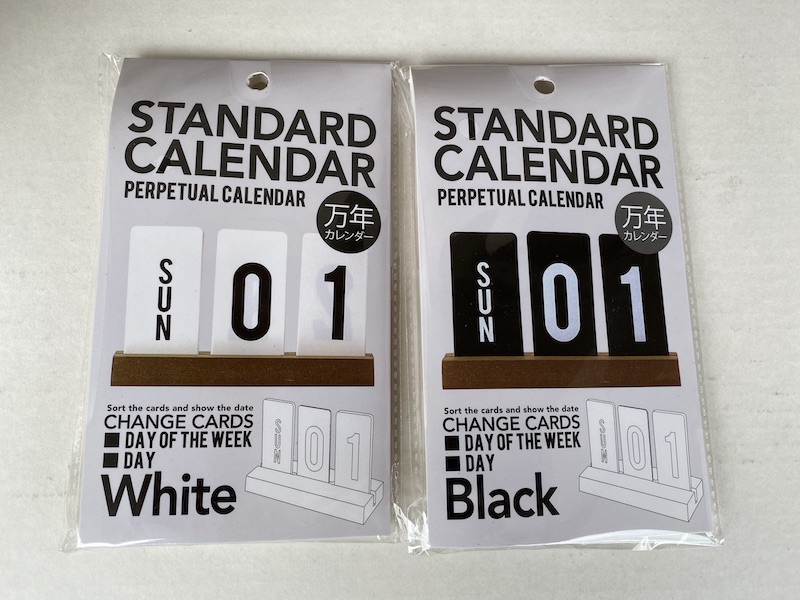 STANDARD
CALENDAR
PERPETUAL CALENDAR
万年
カレンダー
SUN
01
Sort the cards and show the date
CHANGE CARDS
DAY OF THE WEEK
DAY
SUN
01
White
STANDARD
CALENDAR
PERPETUAL CALENDAR
万年
カレンダー
SUN
01
Sort the cards and show the date
CHANGE CARDS
DAY OF THE WEEK
DAY
SUN
01
Black